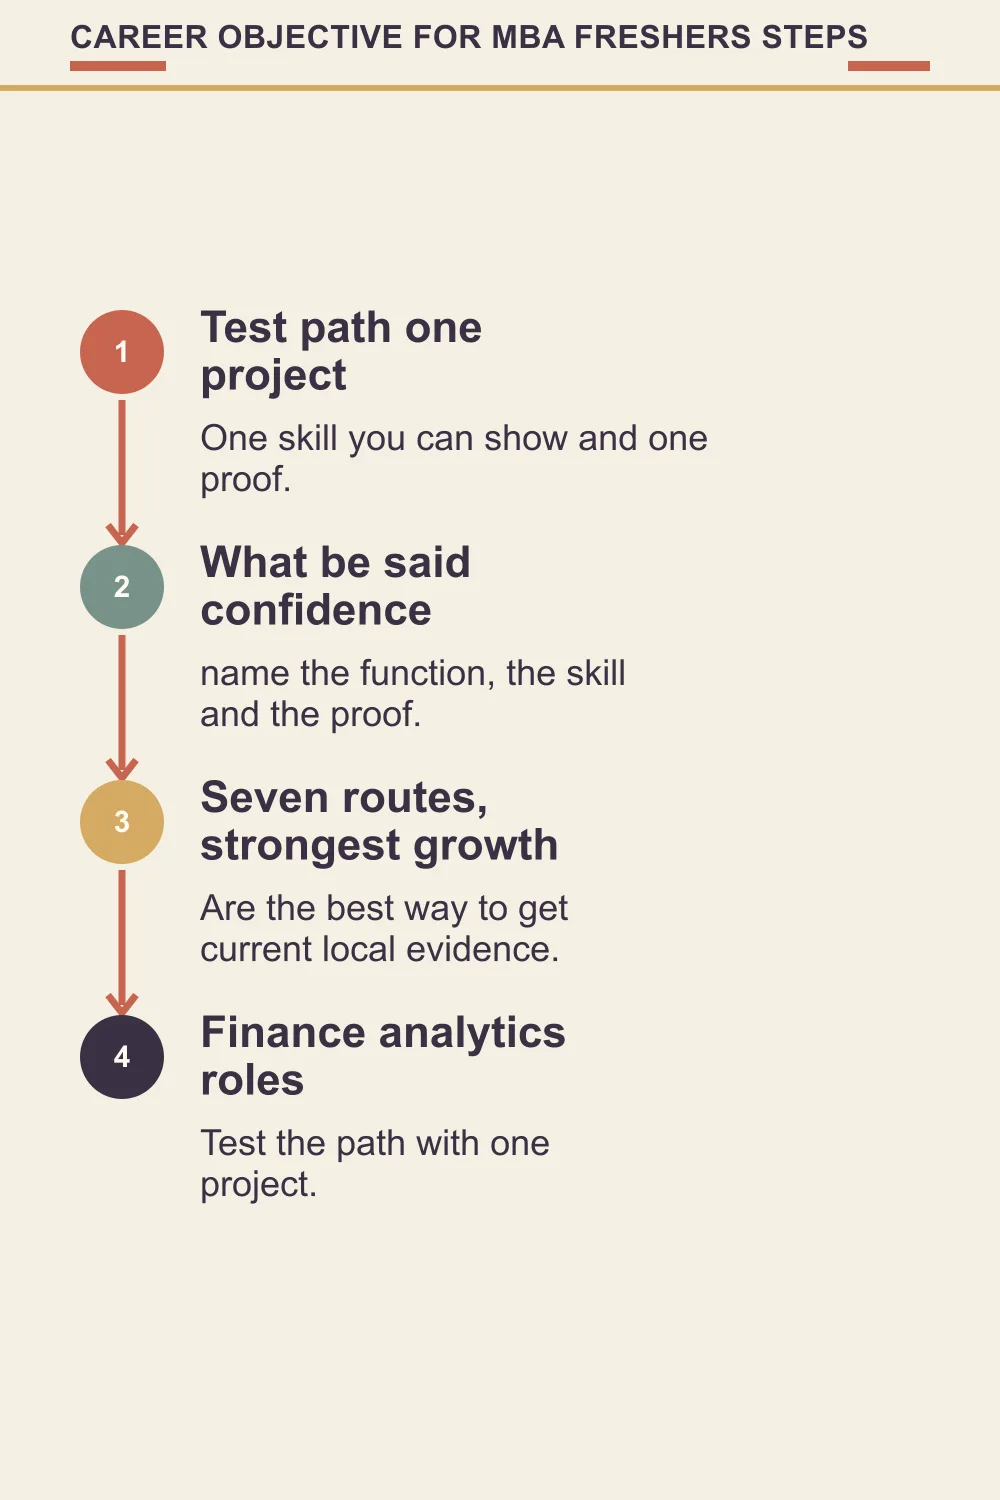 CAREER OBJECTIVE FOR MBA FRESHERS STEPS
1
Test path one
project
One skill you can show and one
proof.
2
What be said
confidence
name the function, the skill
and the proof.
3
Seven routes,
strongest growth
Are the best way to get
current local evidence.
4
Finance analytics
roles
Test the path with one
project.